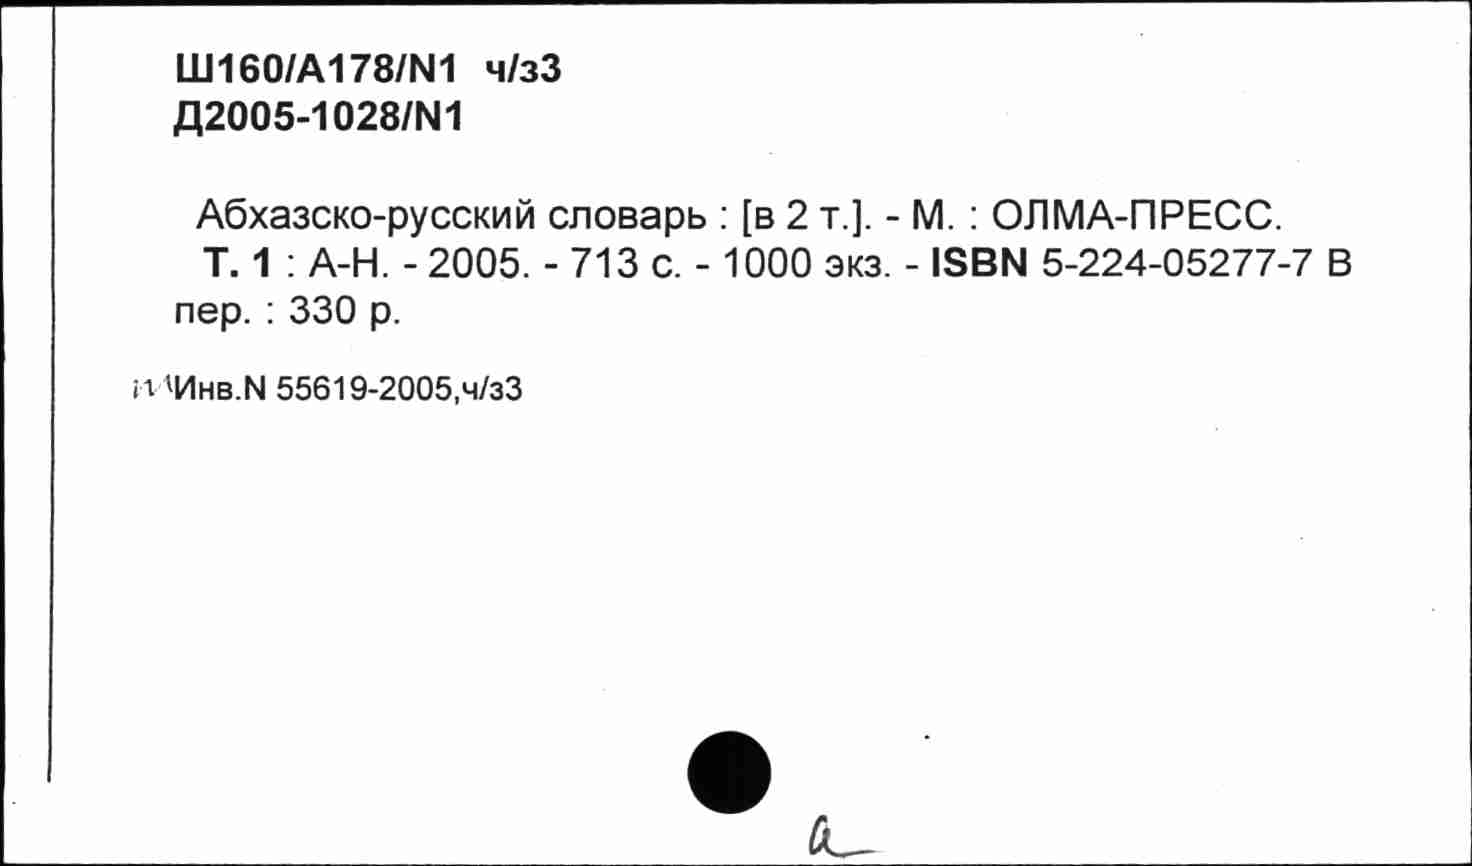 Ш160/А178/N1 ч/з3
Д2005-1028/N1
Абхазско-русский словарь : [в 2 т.]. - М. : ОЛМА-ПРЕСС.
Т. 1 : А-Н. - 2005. - 713 с. - 1000 экз. - ISBN 5-224-05277-7 В
пер. : 330 р.
Инв.N 55619-2005,ч/з3
а